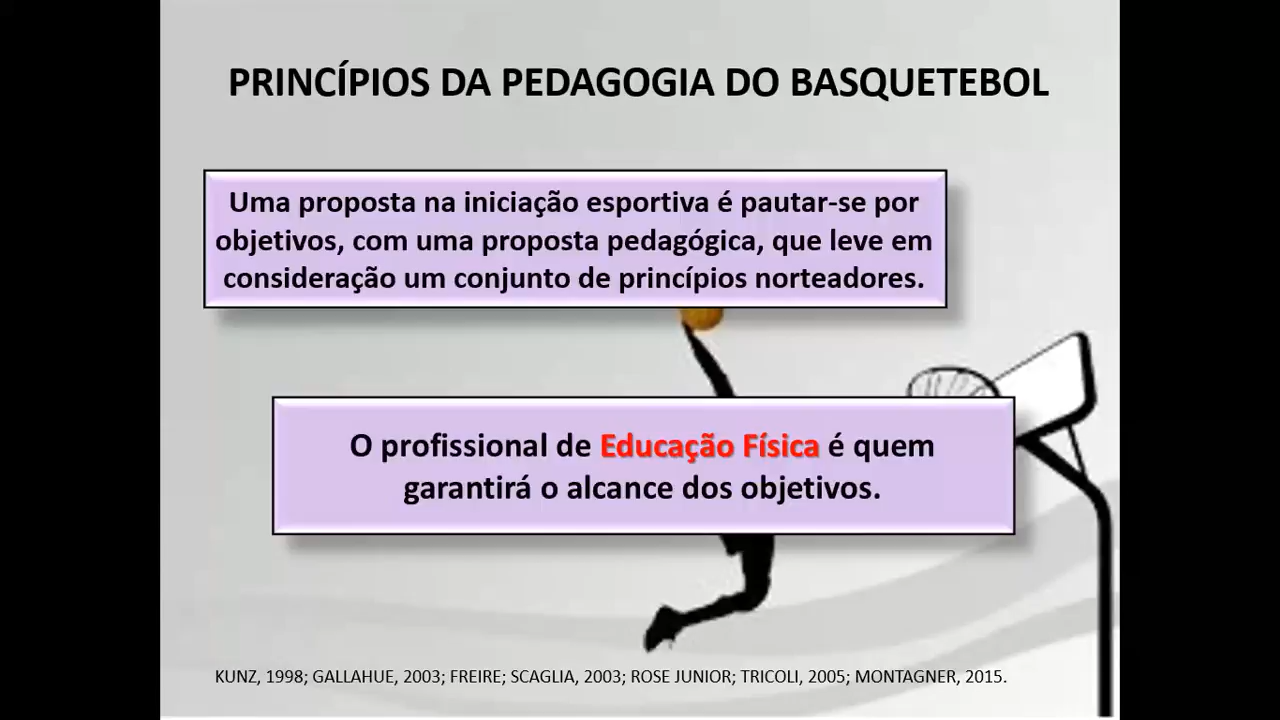 PRINCÍPIOS DA PEDAGOGIA DO BASQUETEBOL
Uma proposta na iniciação esportiva é pautar-se por
objetivos, com uma proposta pedagógica, que leve em
consideração um conjunto de princípios norteadores.
O profissional de Educação Física é quem
garantirá o alcance dos objetivos.
KUNZ, 1998; GALLAHUE, 2003; FREIRE; SCAGLIA, 2003; ROSE JUNIOR; TRICOLI, 2005; MONTAGNER, 2015.